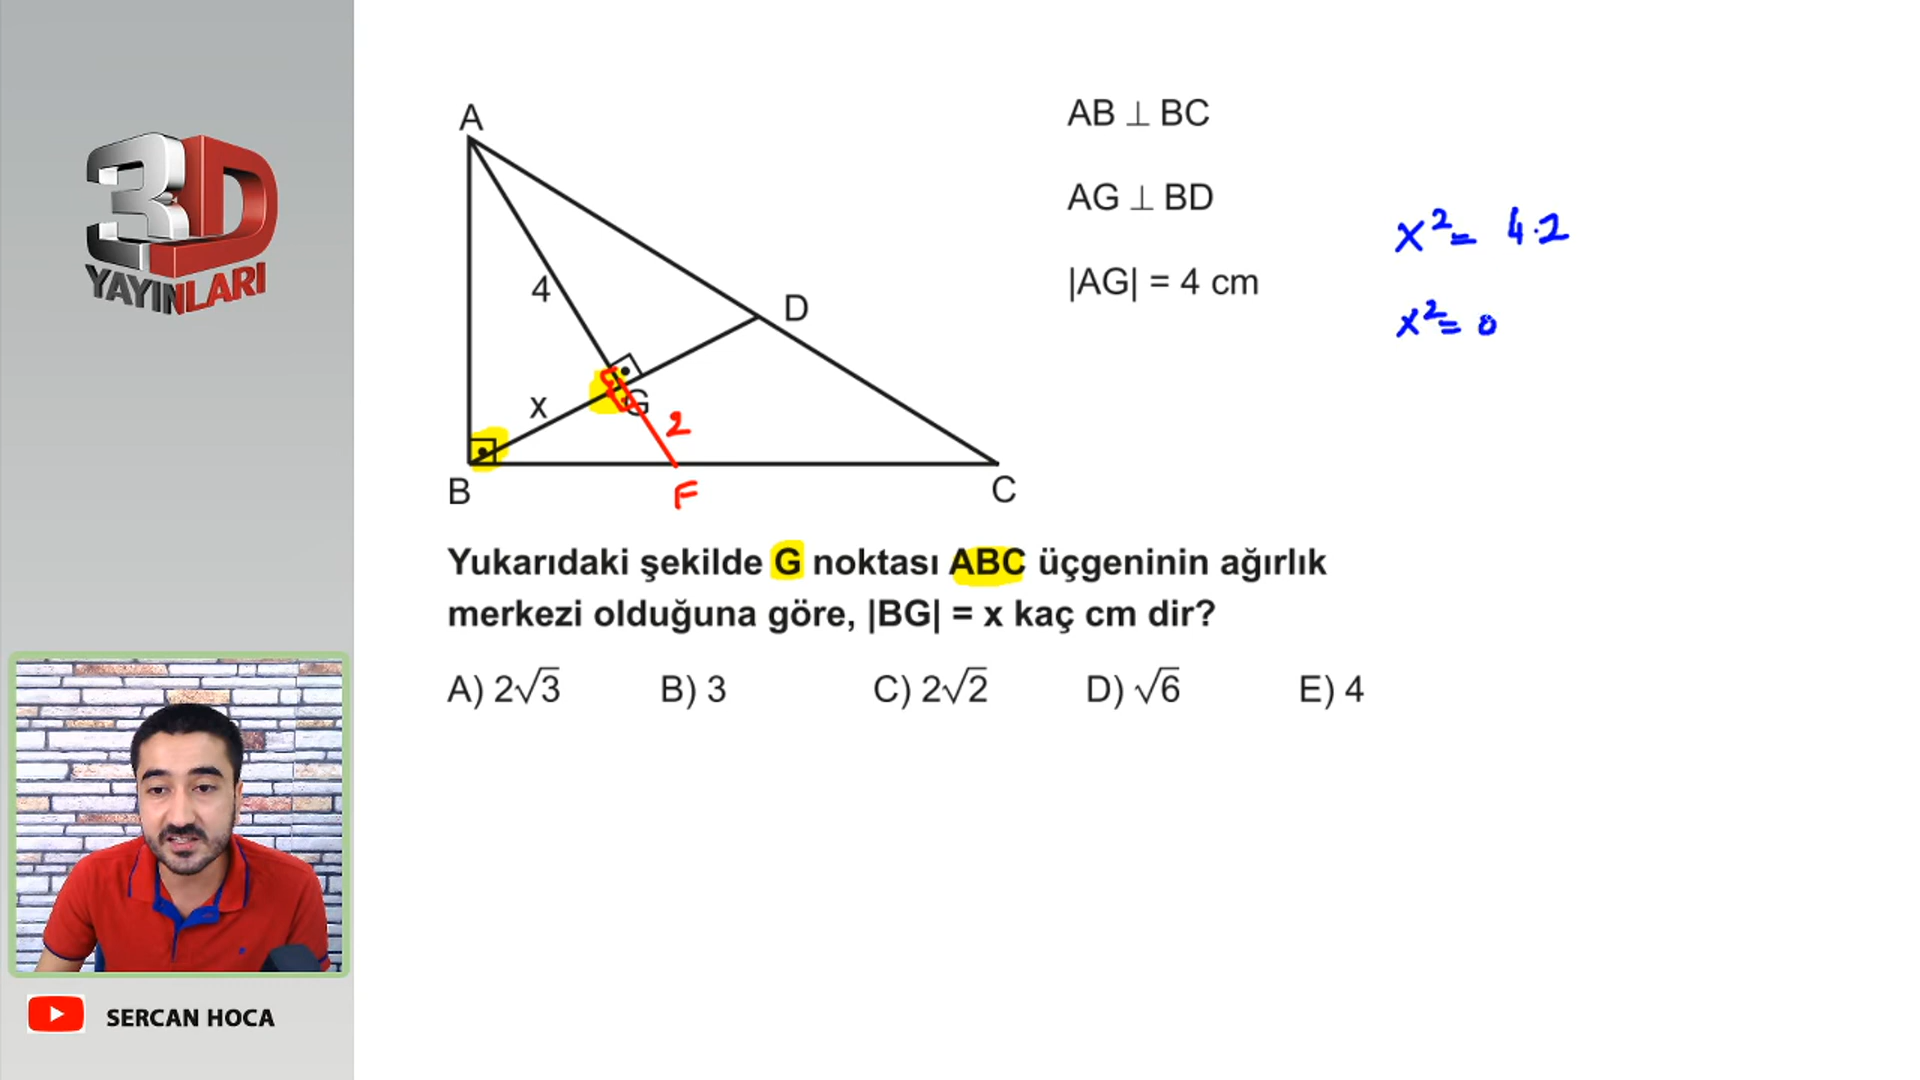 3D
YAYINLARI
A
4
D
x
G
2
B
F
C
AB ⊥ BC
AG ⊥ BD
|AG| = 4 cm
x² = 4.2
x² =
Yukarıdaki şekilde G noktası ABC üçgeninin ağırlık
merkezi olduğuna göre, |BG| = x kaç cm dir?
A) 2√3 B) 3 C) 2√2 D) √6 E) 4
SERCAN HOCA